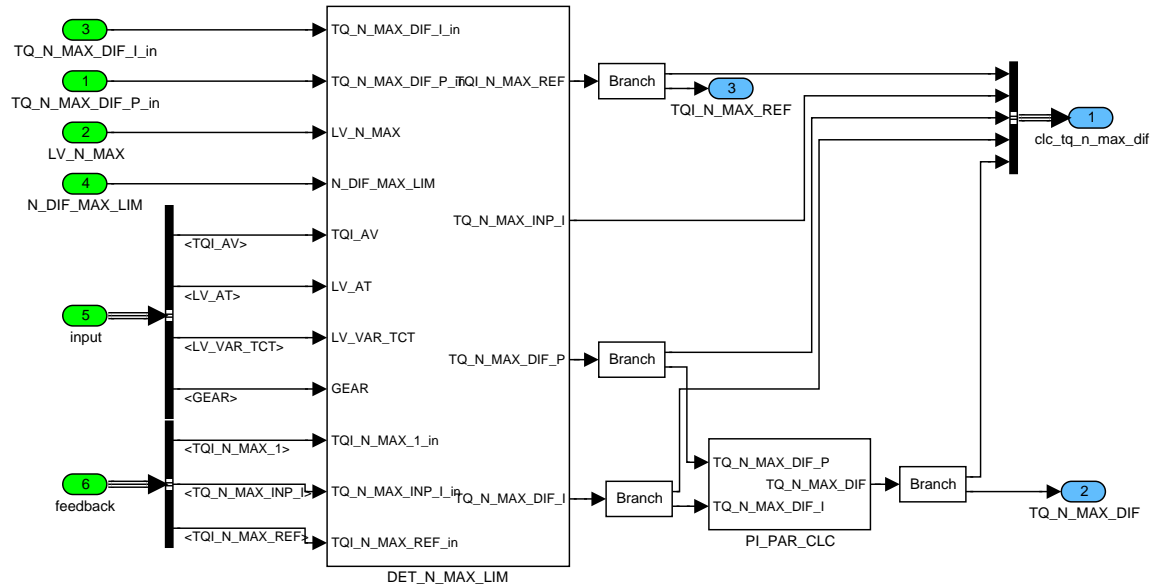 3
TQ_N_MAX_DIF_I_in
1
TQ_N_MAX_DIF_P_in
2
LV_N_MAX
4
N_DIF_MAX_LIM
5
input
6
feedback
<TQI_AV>
<LV_AT>
<LV_VAR_TCT>
<GEAR>
<TQI_N_MAX_1>
<TQ_N_MAX_INP_I>
<TQI_N_MAX_REF>
TQ_N_MAX_DIF_I_in
TQ_N_MAX_DIF_P_in
LV_N_MAX
N_DIF_MAX_LIM
TQI_AV
LV_AT
LV_VAR_TCT
GEAR
TQI_N_MAX_1_in
TQ_N_MAX_INP_I_in
TQI_N_MAX_REF_in
TQI_N_MAX_REF
TQ_N_MAX_INP_I
TQ_N_MAX_DIF_P
TQ_N_MAX_DIF_I
DET_N_MAX_LIM
Branch
3
TQI_N_MAX_REF
Branch
Branch
TQ_N_MAX_DIF_P
TQ_N_MAX_DIF
TQ_N_MAX_DIF_I
PI_PAR_CLC
Branch
1
clc_tq_n_max_dif
2
TQ_N_MAX_DIF